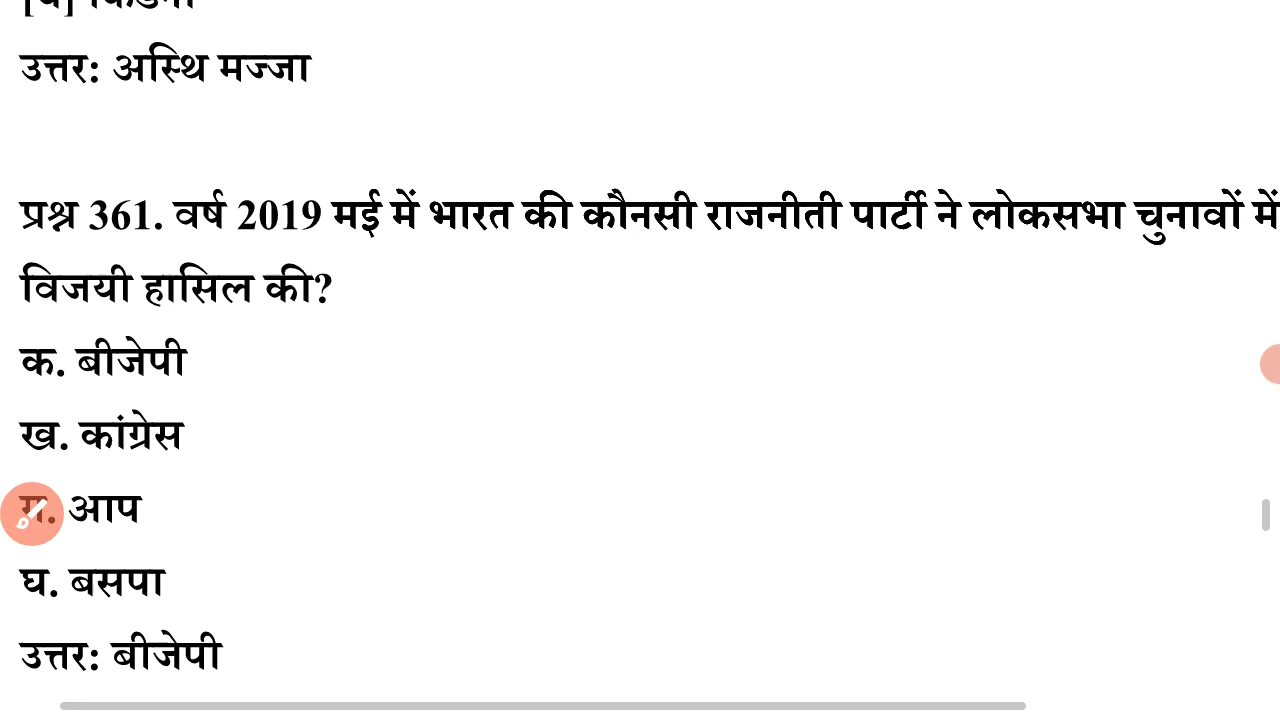 उत्तर: अस्थि मज्जा
प्रश्न 361. वर्ष 2019 मई में भारत की कौनसी राजनीती पार्टी ने लोकसभा चुनावों में
विजयी हासिल की?
क. बीजेपी
ख. कांग्रेस
ग. आप
घ. बसपा
उत्तर: बीजेपी